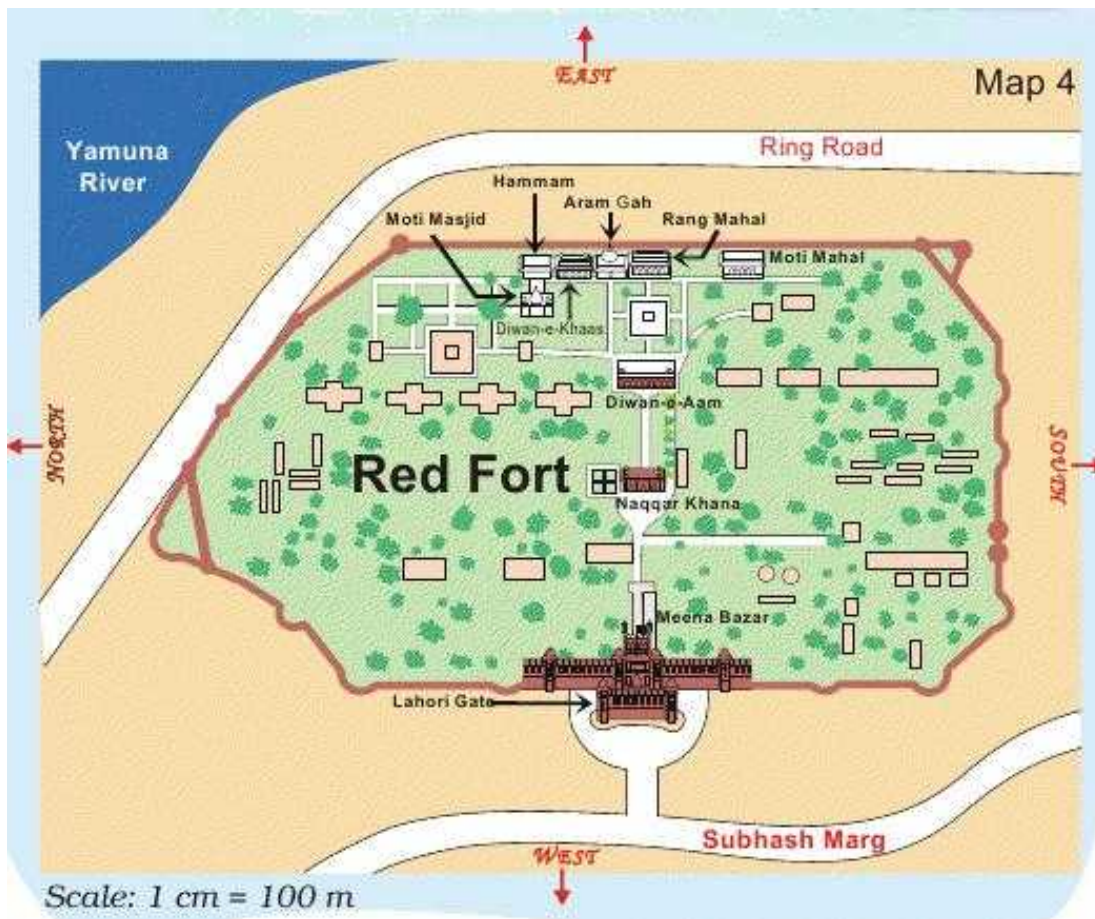 EAST
Map 4
Yamuna
River
Ring Road
Hammam
Aram Gah
Moti Masjid
Rang Mahal
Moti Mahal
Diwan-e-Khaas
Diwan-e-Aam
NORTH
SOUTH
Red Fort
Naqqar Khana
Meena Bazar
Lahori Gate
Subhash Marg
WEST
Scale: 1 cm = 100 m